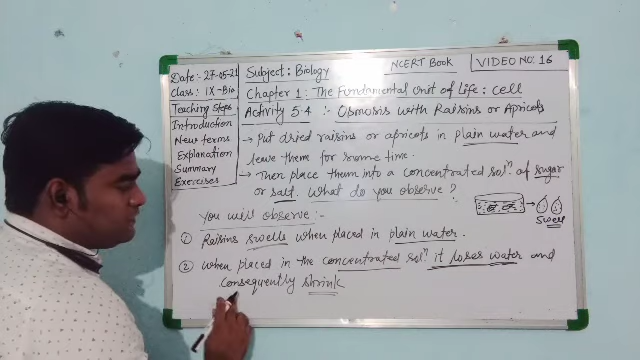 Date:- 27-05-21
Class: IX-Bio
Teaching Steps
Introduction
New terms
Explanation
Summary
Exercises
Subject: Biology
NCERT Book
VIDEO NO: 16
Chapter 1: The Fundamental Unit of Life: cell
Activity 5.4 :- Osmosis with Raisins or Apricots
→ Put dried raisins or apricots in plain water and
leave them for some time.
→ Then place them into a concentrated solⁿ of sugar
or salt. What do you observe?
You will observe:-
① Raisins swells when placed in plain water.
② When placed in the concentrated solⁿ it loses water and
consequently shrink
swell